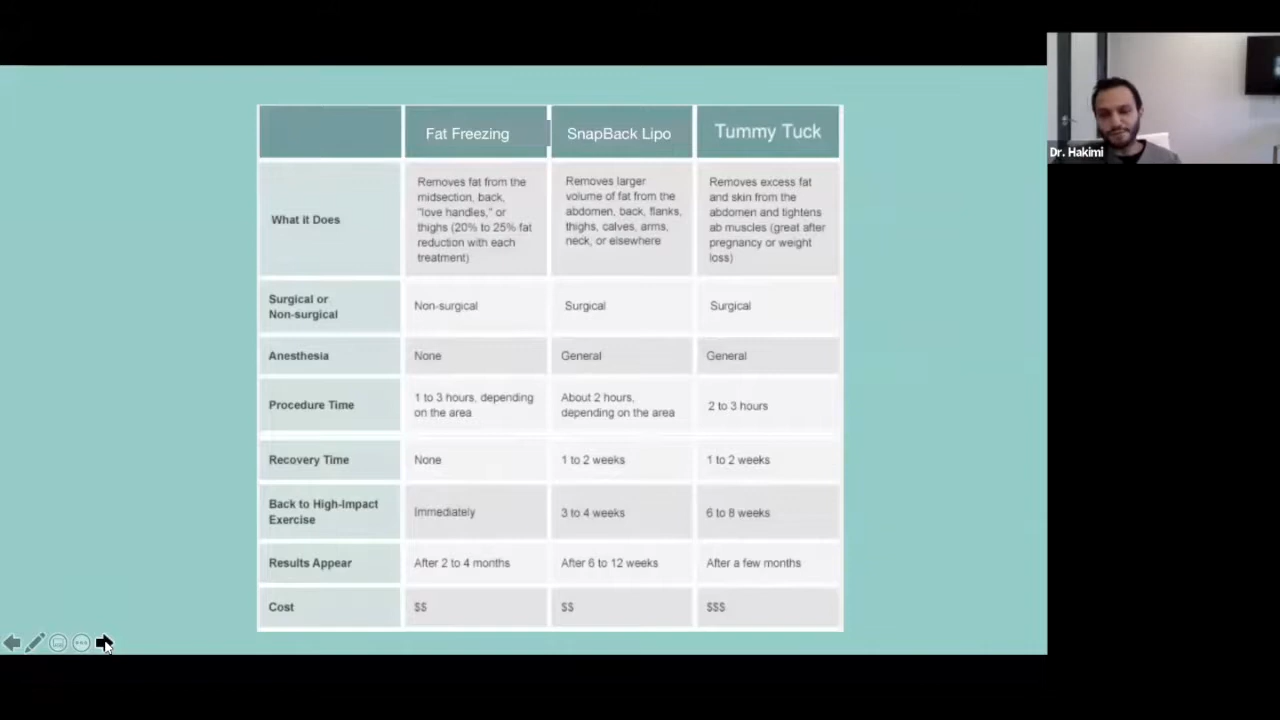 Fat Freezing
SnapBack Lipo
Tummy Tuck
What it Does
Removes fat from the
midsection, back,
"love handles," or
thighs (20% to 25% fat
reduction with each
treatment)
Removes larger
volume of fat from the
abdomen, back, flanks,
thighs, calves, arms,
neck, or elsewhere
Removes excess fat
and skin from the
abdomen and tightens
ab muscles (great after
pregnancy or weight
loss)
Surgical or
Non-surgical
Non-surgical
Surgical
Surgical
Anesthesia
None
General
General
Procedure Time
1 to 3 hours, depending
on the area
About 2 hours,
depending on the area
2 to 3 hours
Recovery Time
None
1 to 2 weeks
1 to 2 weeks
Back to High-Impact
Exercise
Immediately
3 to 4 weeks
6 to 8 weeks
Results Appear
After 2 to 4 months
After 6 to 12 weeks
After a few months
Cost
$$
$$
$$$
Dr. Hakimi